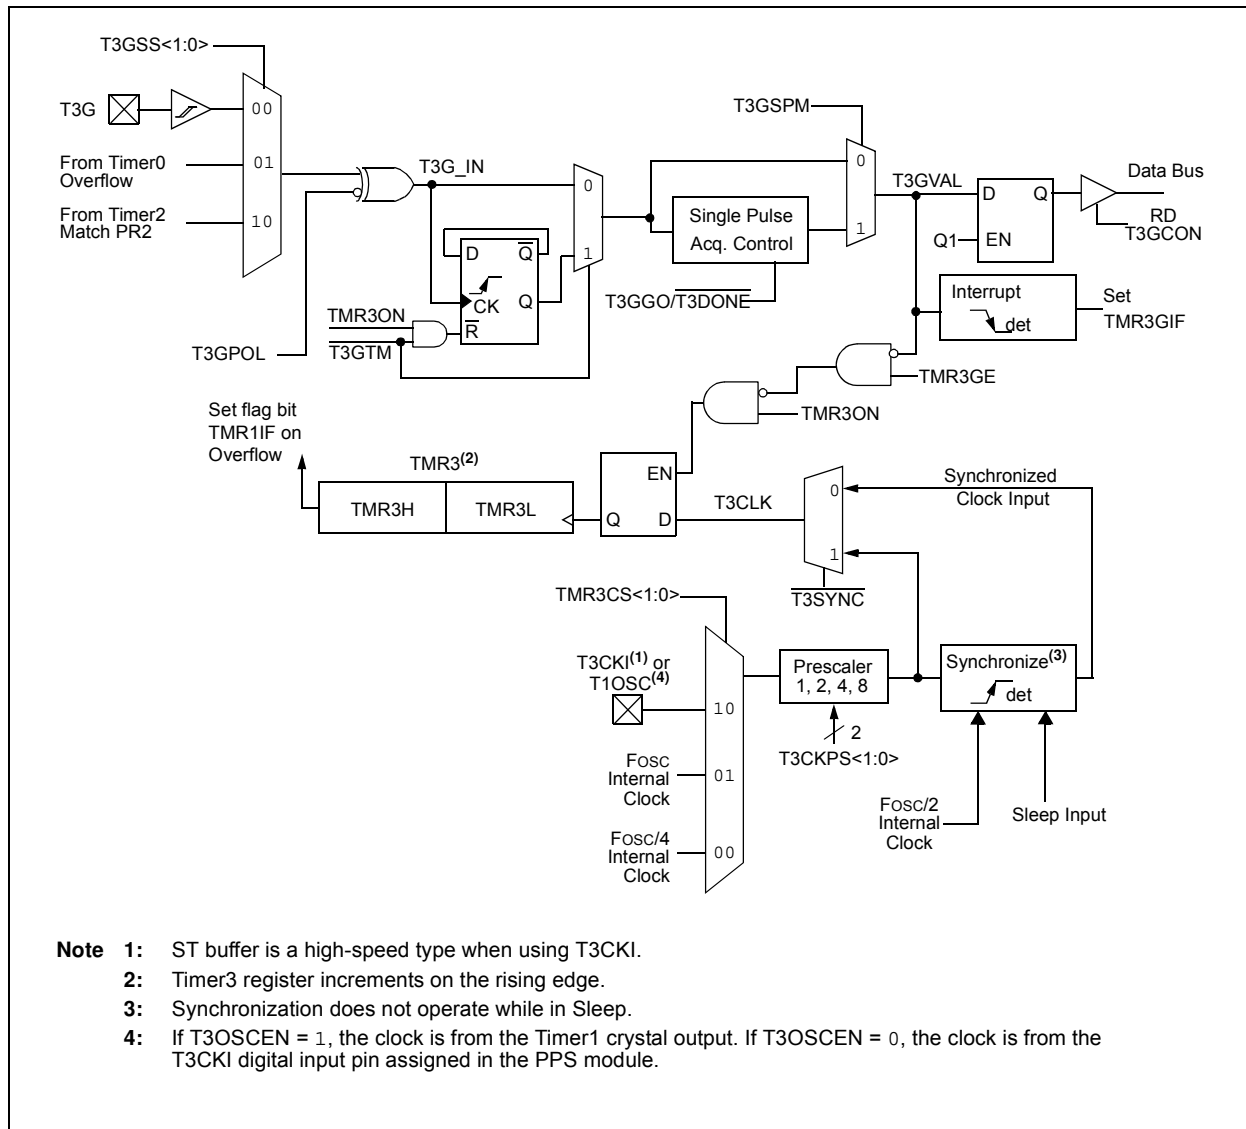 T3GSS<1:0>
T3G
00
From Timer0
Overflow
01
From Timer2
Match PR2
10
T3GPOL
T3G_IN
D
Q
CK
Q
R
TMR3ON
T3GTM
0
1
Single Pulse
Acq. Control
T3GGO/T3DONE
T3GSPM
0
1
T3GVAL
D
Q
Q1
EN
Data Bus
RD
T3GCON
Interrupt
det
Set
TMR3GIF
TMR3GE
TMR3ON
Set flag bit
TMR1IF on
Overflow
TMR3(2)
TMR3H
TMR3L
EN
Q
D
T3CLK
0
1
T3SYNC
Synchronized
Clock Input
TMR3CS<1:0>
T3CKI(1) or
T1OSC(4)
10
FOSC
Internal
Clock
01
FOSC/4
Internal
Clock
00
Prescaler
1, 2, 4, 8
2
T3CKPS<1:0>
Synchronize(3)
det
FOSC/2
Internal
Clock
Sleep Input
Note 1: ST buffer is a high-speed type when using T3CKI.
2: Timer3 register increments on the rising edge.
3: Synchronization does not operate while in Sleep.
4: If T3OSCEN = 1, the clock is from the Timer1 crystal output. If T3OSCEN = 0, the clock is from the
T3CKI digital input pin assigned in the PPS module.